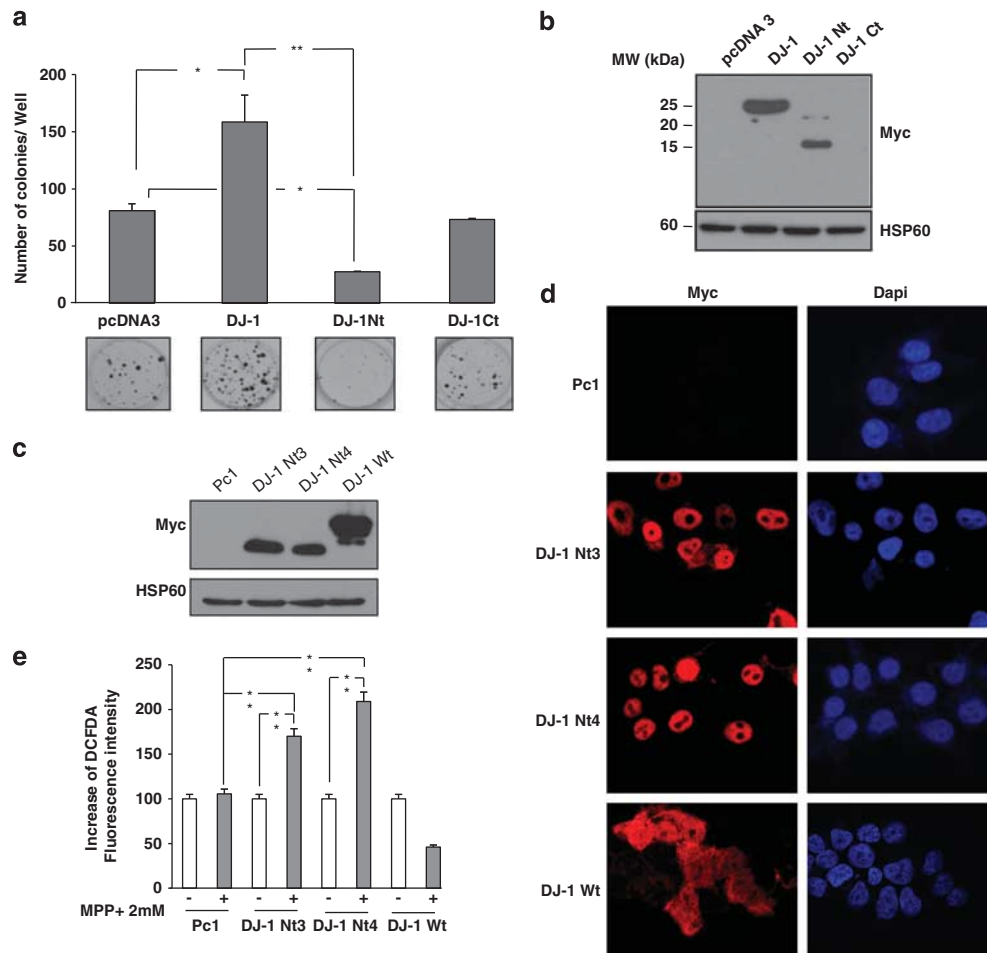 a
Number of colonies/ Well
200
150
100
50
0
*
**
*
pcDNA3
DJ-1
DJ-1Nt
DJ-1Ct
b
MW (kDa)
pcDNA 3
DJ-1
DJ-1 Nt
DJ-1 Ct
25
20
15
Myc
60
HSP60
c
Pc1
DJ-1 Nt3
DJ-1 Nt4
DJ-1 Wt
Myc
HSP60
d
Myc
Dapi
Pc1
DJ-1 Nt3
DJ-1 Nt4
DJ-1 Wt
e
Increase of DCFDA
Fluorescence intensity
250
200
150
100
50
0
* *
* *
* *
* *
MPP+ 2mM
- + - + - + - +
Pc1
DJ-1 Nt3
DJ-1 Nt4
DJ-1 Wt